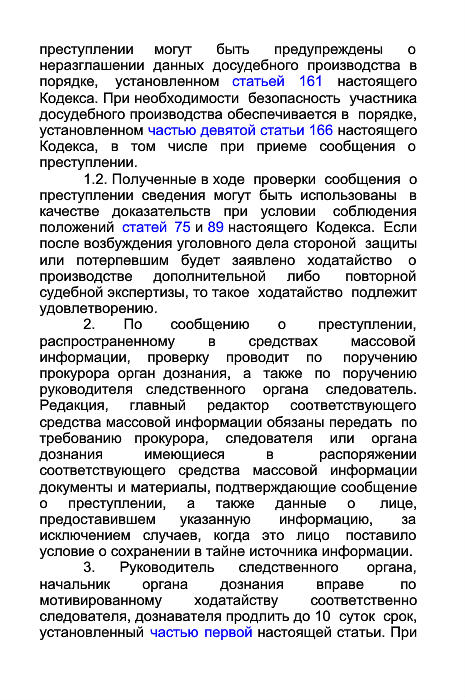 преступлении могут быть предупреждены о
неразглашении данных досудебного производства в
порядке, установленном статьей 161 настоящего
Кодекса. При необходимости безопасность участника
досудебного производства обеспечивается в порядке,
установленном частью девятой статьи 166 настоящего
Кодекса, в том числе при приеме сообщения о
преступлении.
1.2. Полученные в ходе проверки сообщения о
преступлении сведения могут быть использованы в
качестве доказательств при условии соблюдения
положений статей 75 и 89 настоящего Кодекса. Если
после возбуждения уголовного дела стороной защиты
или потерпевшим будет заявлено ходатайство о
производстве дополнительной либо повторной
судебной экспертизы, то такое ходатайство подлежит
удовлетворению.
2. По сообщению о преступлении,
распространенному в средствах массовой
информации, проверку проводит по поручению
прокурора орган дознания, а также по поручению
руководителя следственного органа следователь.
Редакция, главный редактор соответствующего
средства массовой информации обязаны передать по
требованию прокурора, следователя или органа
дознания имеющиеся в распоряжении
соответствующего средства массовой информации
документы и материалы, подтверждающие сообщение
о преступлении, а также данные о лице,
предоставившем указанную информацию, за
исключением случаев, когда это лицо поставило
условие о сохранении в тайне источника информации.
3. Руководитель следственного органа,
начальник органа дознания вправе по
мотивированному ходатайству соответственно
следователя, дознавателя продлить до 10 суток срок,
установленный частью первой настоящей статьи. При